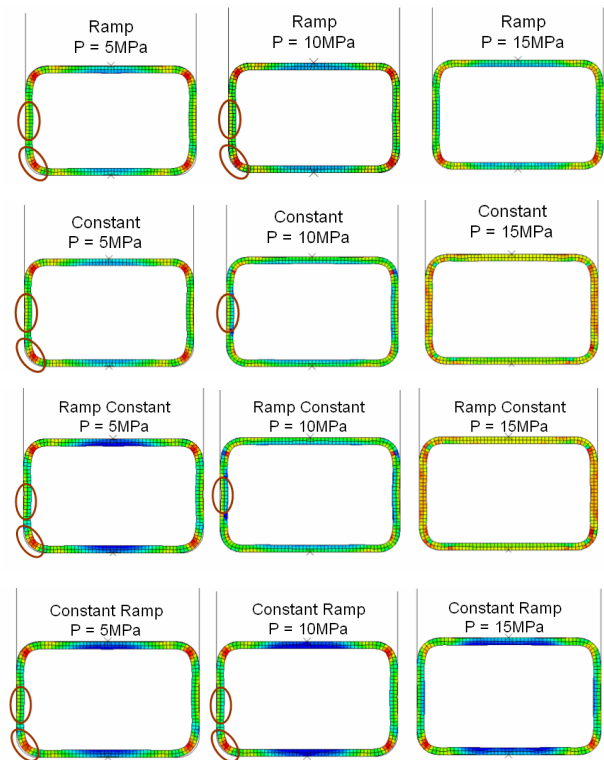 Ramp
P = 5MPa
Ramp
P = 10MPa
Ramp
P = 15MPa
Constant
P = 5MPa
Constant
P = 10MPa
Constant
P = 15MPa
Ramp Constant
P = 5MPa
Ramp Constant
P = 10MPa
Ramp Constant
P = 15MPa
Constant Ramp
P = 5MPa
Constant Ramp
P = 10MPa
Constant Ramp
P = 15MPa